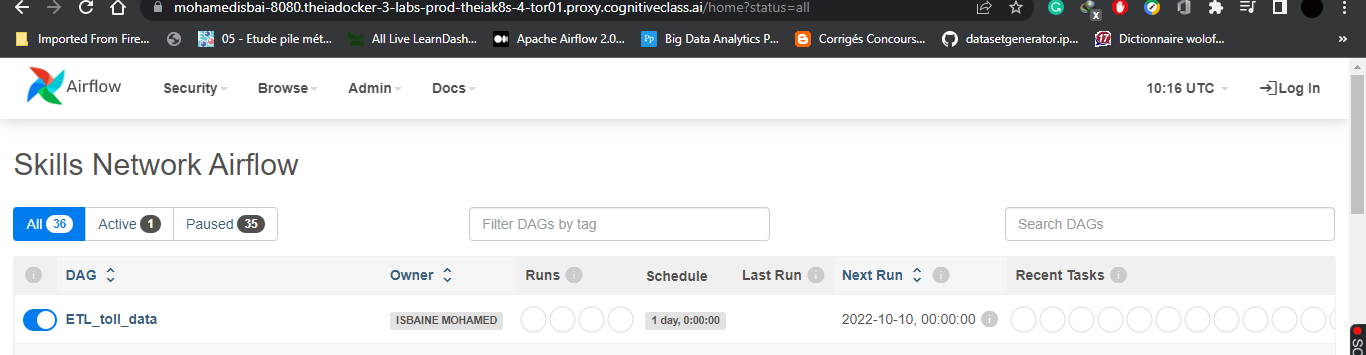 mohamedisbai-8080.theiadocker-3-labs-prod-theiak8s-4-tor01.proxy.cognitiveclass.ai/home?status=all
Imported From Fire... 05 - Etude pile mét... All Live LearnDash... Apache Airflow 2.0... Pp Big Data Analytics P... Corrigés Concours... datasetgenerator.ip... 17 Dictionnaire wolof... »
Airflow Security Browse Admin Docs 10:16 UTC Log In
Skills Network Airflow
All 36 Active 1 Paused 35 Filter DAGs by tag Search DAGs
i DAG Owner Runs i Schedule Last Run i Next Run i Recent Tasks i
ETL_toll_data ISBAINE MOHAMED 1 day, 0:00:00 2022-10-10, 00:00:00 i